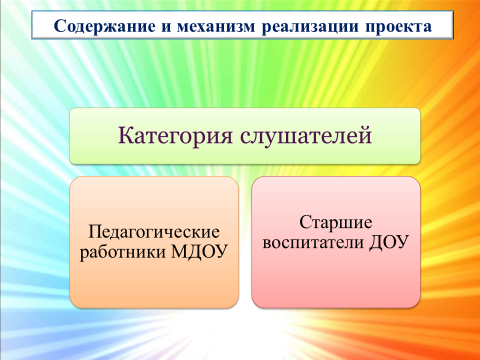 Содержание и механизм реализации проекта
Категория слушателей
Педагогические
работники МДОУ
Старшие
воспитатели ДОУ